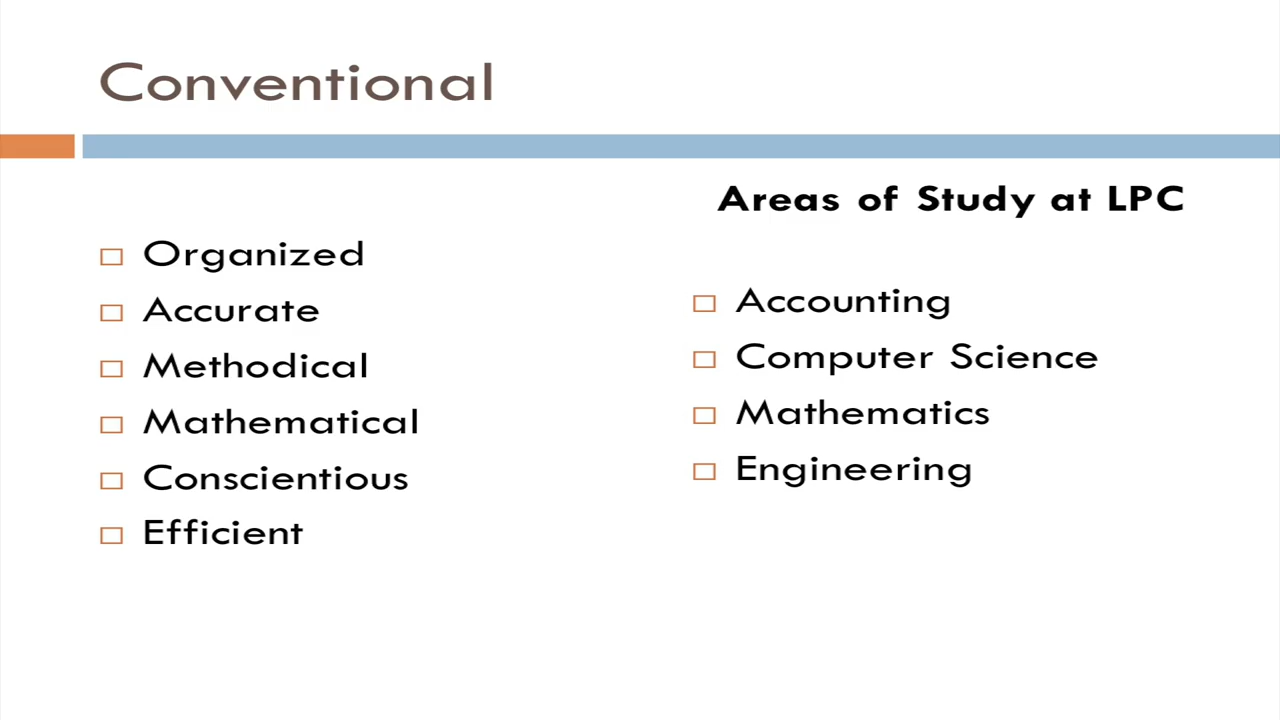 Conventional
Organized
Accurate
Methodical
Mathematical
Conscientious
Efficient
Areas of Study at LPC
Accounting
Computer Science
Mathematics
Engineering